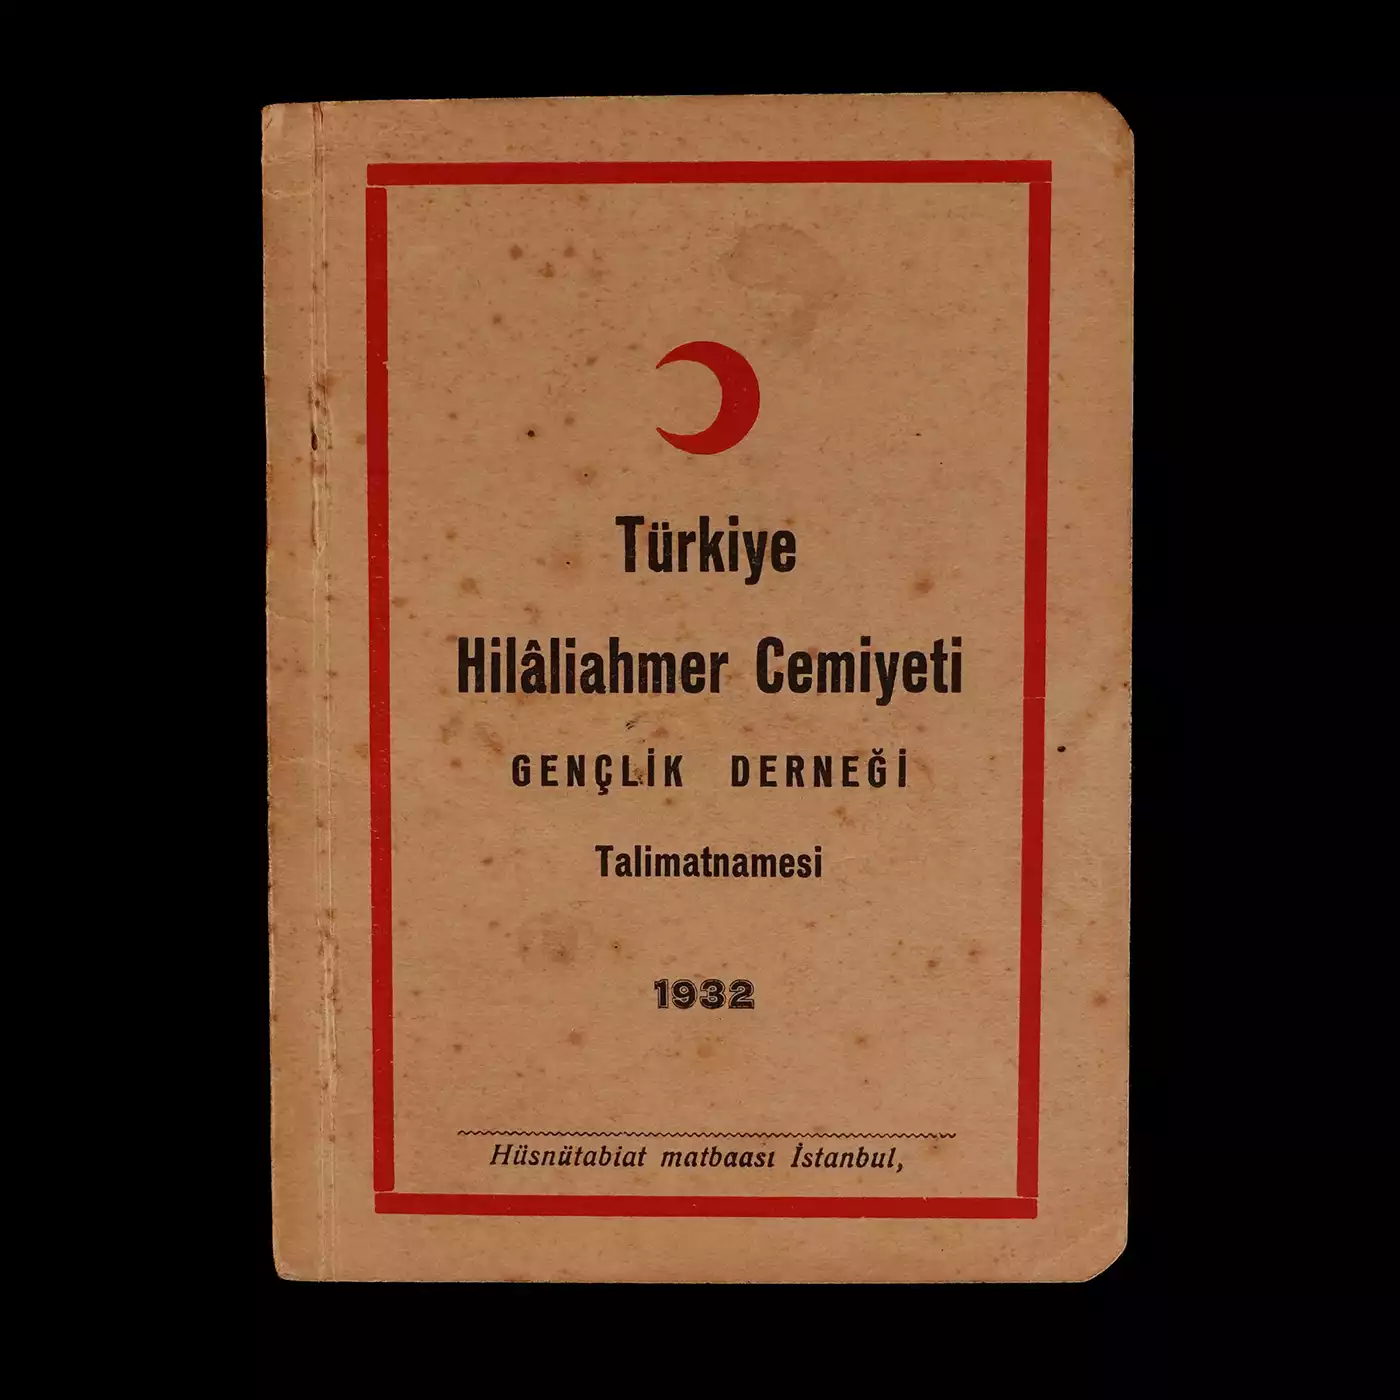 Türkiye
Hilâliahmer Cemiyeti
GENÇLİK DERNEĞİ
Talimatnamesi
1932
Hüsnütabiat matbaası İstanbul,